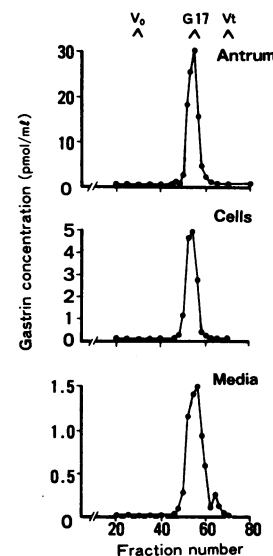 V₀ G17 Vt
^ ^ ^
Antrum
30
20
10
0
Cells
5
4
3
2
1
0
Media
1.5
1.0
0.5
0
20 40 60 80
Fraction number
Gastrin concentration (pmol/mℓ)